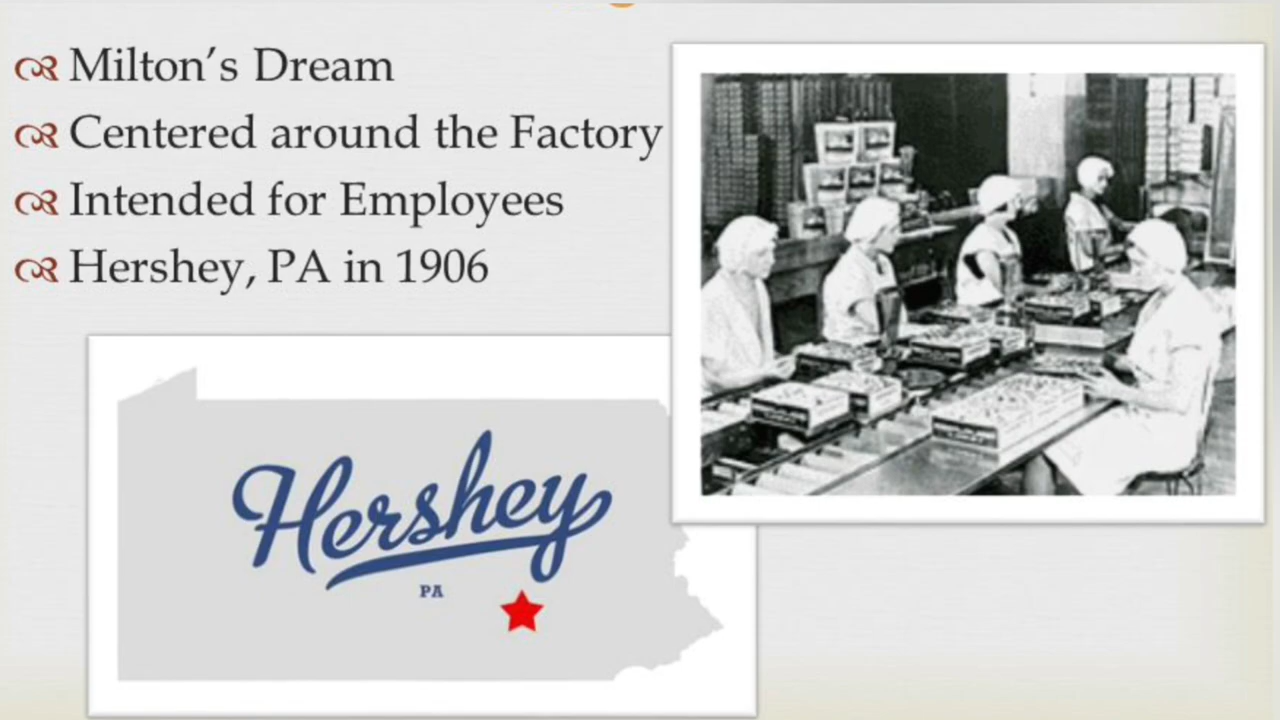 Milton's Dream
Centered around the Factory
Intended for Employees
Hershey, PA in 1906
Hershey
PA